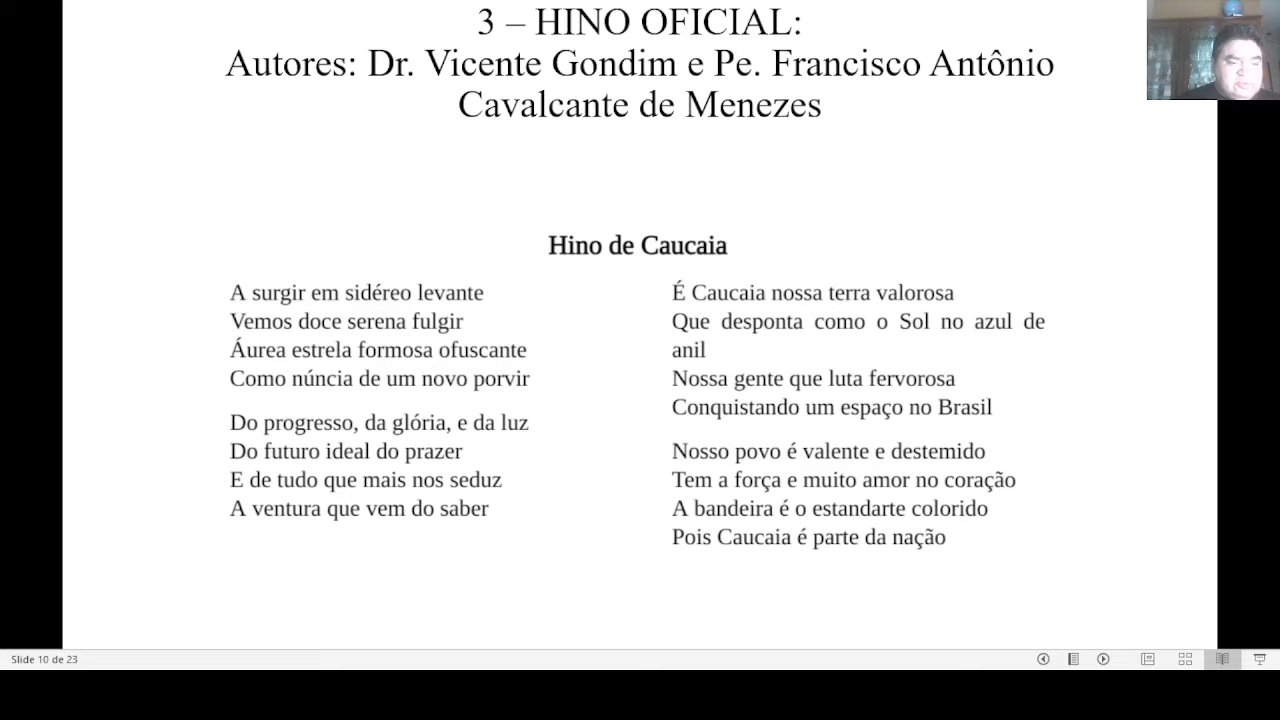 3 – HINO OFICIAL:
Autores: Dr. Vicente Gondim e Pe. Francisco Antônio
Cavalcante de Menezes
Hino de Caucaia
A surgir em sidéreo levante
Vemos doce serena fulgir
Áurea estrela formosa ofuscante
Como núncia de um novo porvir
Do progresso, da glória, e da luz
Do futuro ideal do prazer
E de tudo que mais nos seduz
A ventura que vem do saber
É Caucaia nossa terra valorosa
Que desponta como o Sol no azul de
anil
Nossa gente que luta fervorosa
Conquistando um espaço no Brasil
Nosso povo é valente e destemido
Tem a força e muito amor no coração
A bandeira é o estandarte colorido
Pois Caucaia é parte da nação
Slide 10 de 23